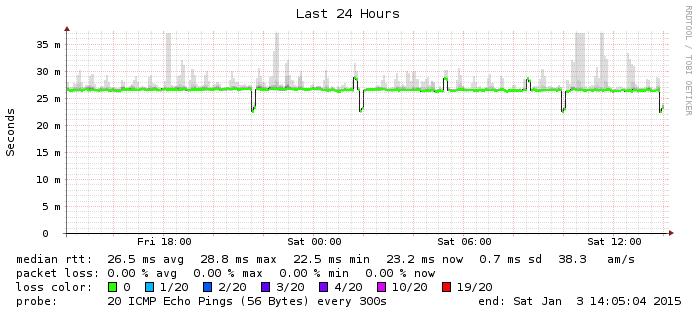 Last 24 Hours
RRDTOOL / TOBI OETIKER
Seconds
35 m
30 m
25 m
20 m
15 m
10 m
5 m
0
Fri 18:00 Sat 00:00 Sat 06:00 Sat 12:00
median rtt: 26.5 ms avg 28.8 ms max 22.5 ms min 23.2 ms now 0.7 ms sd 38.3 am/s
packet loss: 0.00 % avg 0.00 % max 0.00 % min 0.00 % now
loss color: 0 1/20 2/20 3/20 4/20 10/20 19/20
probe: 20 ICMP Echo Pings (56 Bytes) every 300s end: Sat Jan 3 14:05:04 2015